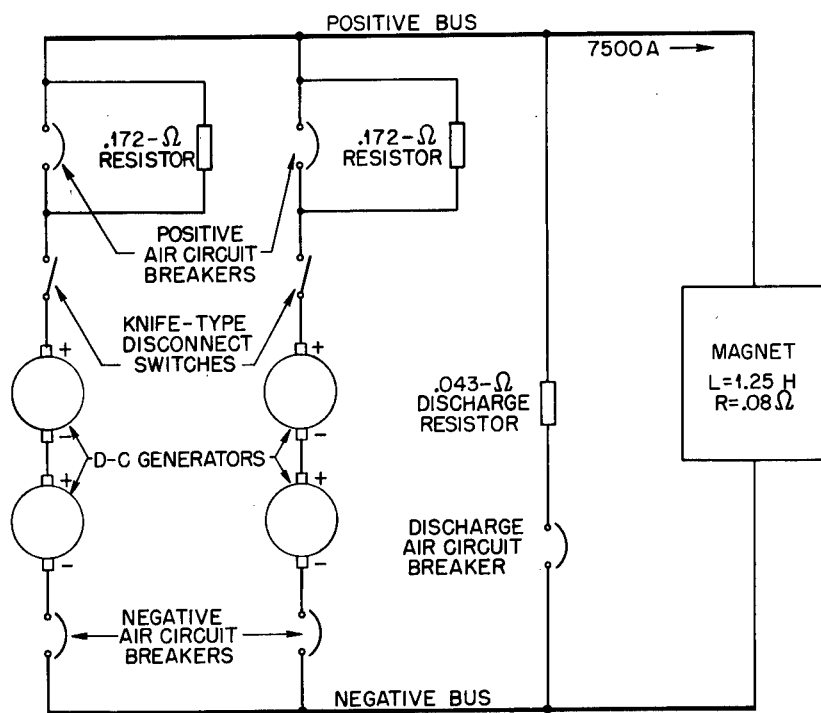 POSITIVE BUS
7500A
.172-Ω
RESISTOR
.172-Ω
RESISTOR
POSITIVE
AIR CIRCUIT
BREAKERS
KNIFE-TYPE
DISCONNECT
SWITCHES
+
+
-
-
D-C GENERATORS
+
+
-
-
.043-Ω
DISCHARGE
RESISTOR
MAGNET
L=1.25 H
R=.08Ω
DISCHARGE
AIR CIRCUIT
BREAKER
NEGATIVE
AIR CIRCUIT
BREAKERS
NEGATIVE BUS